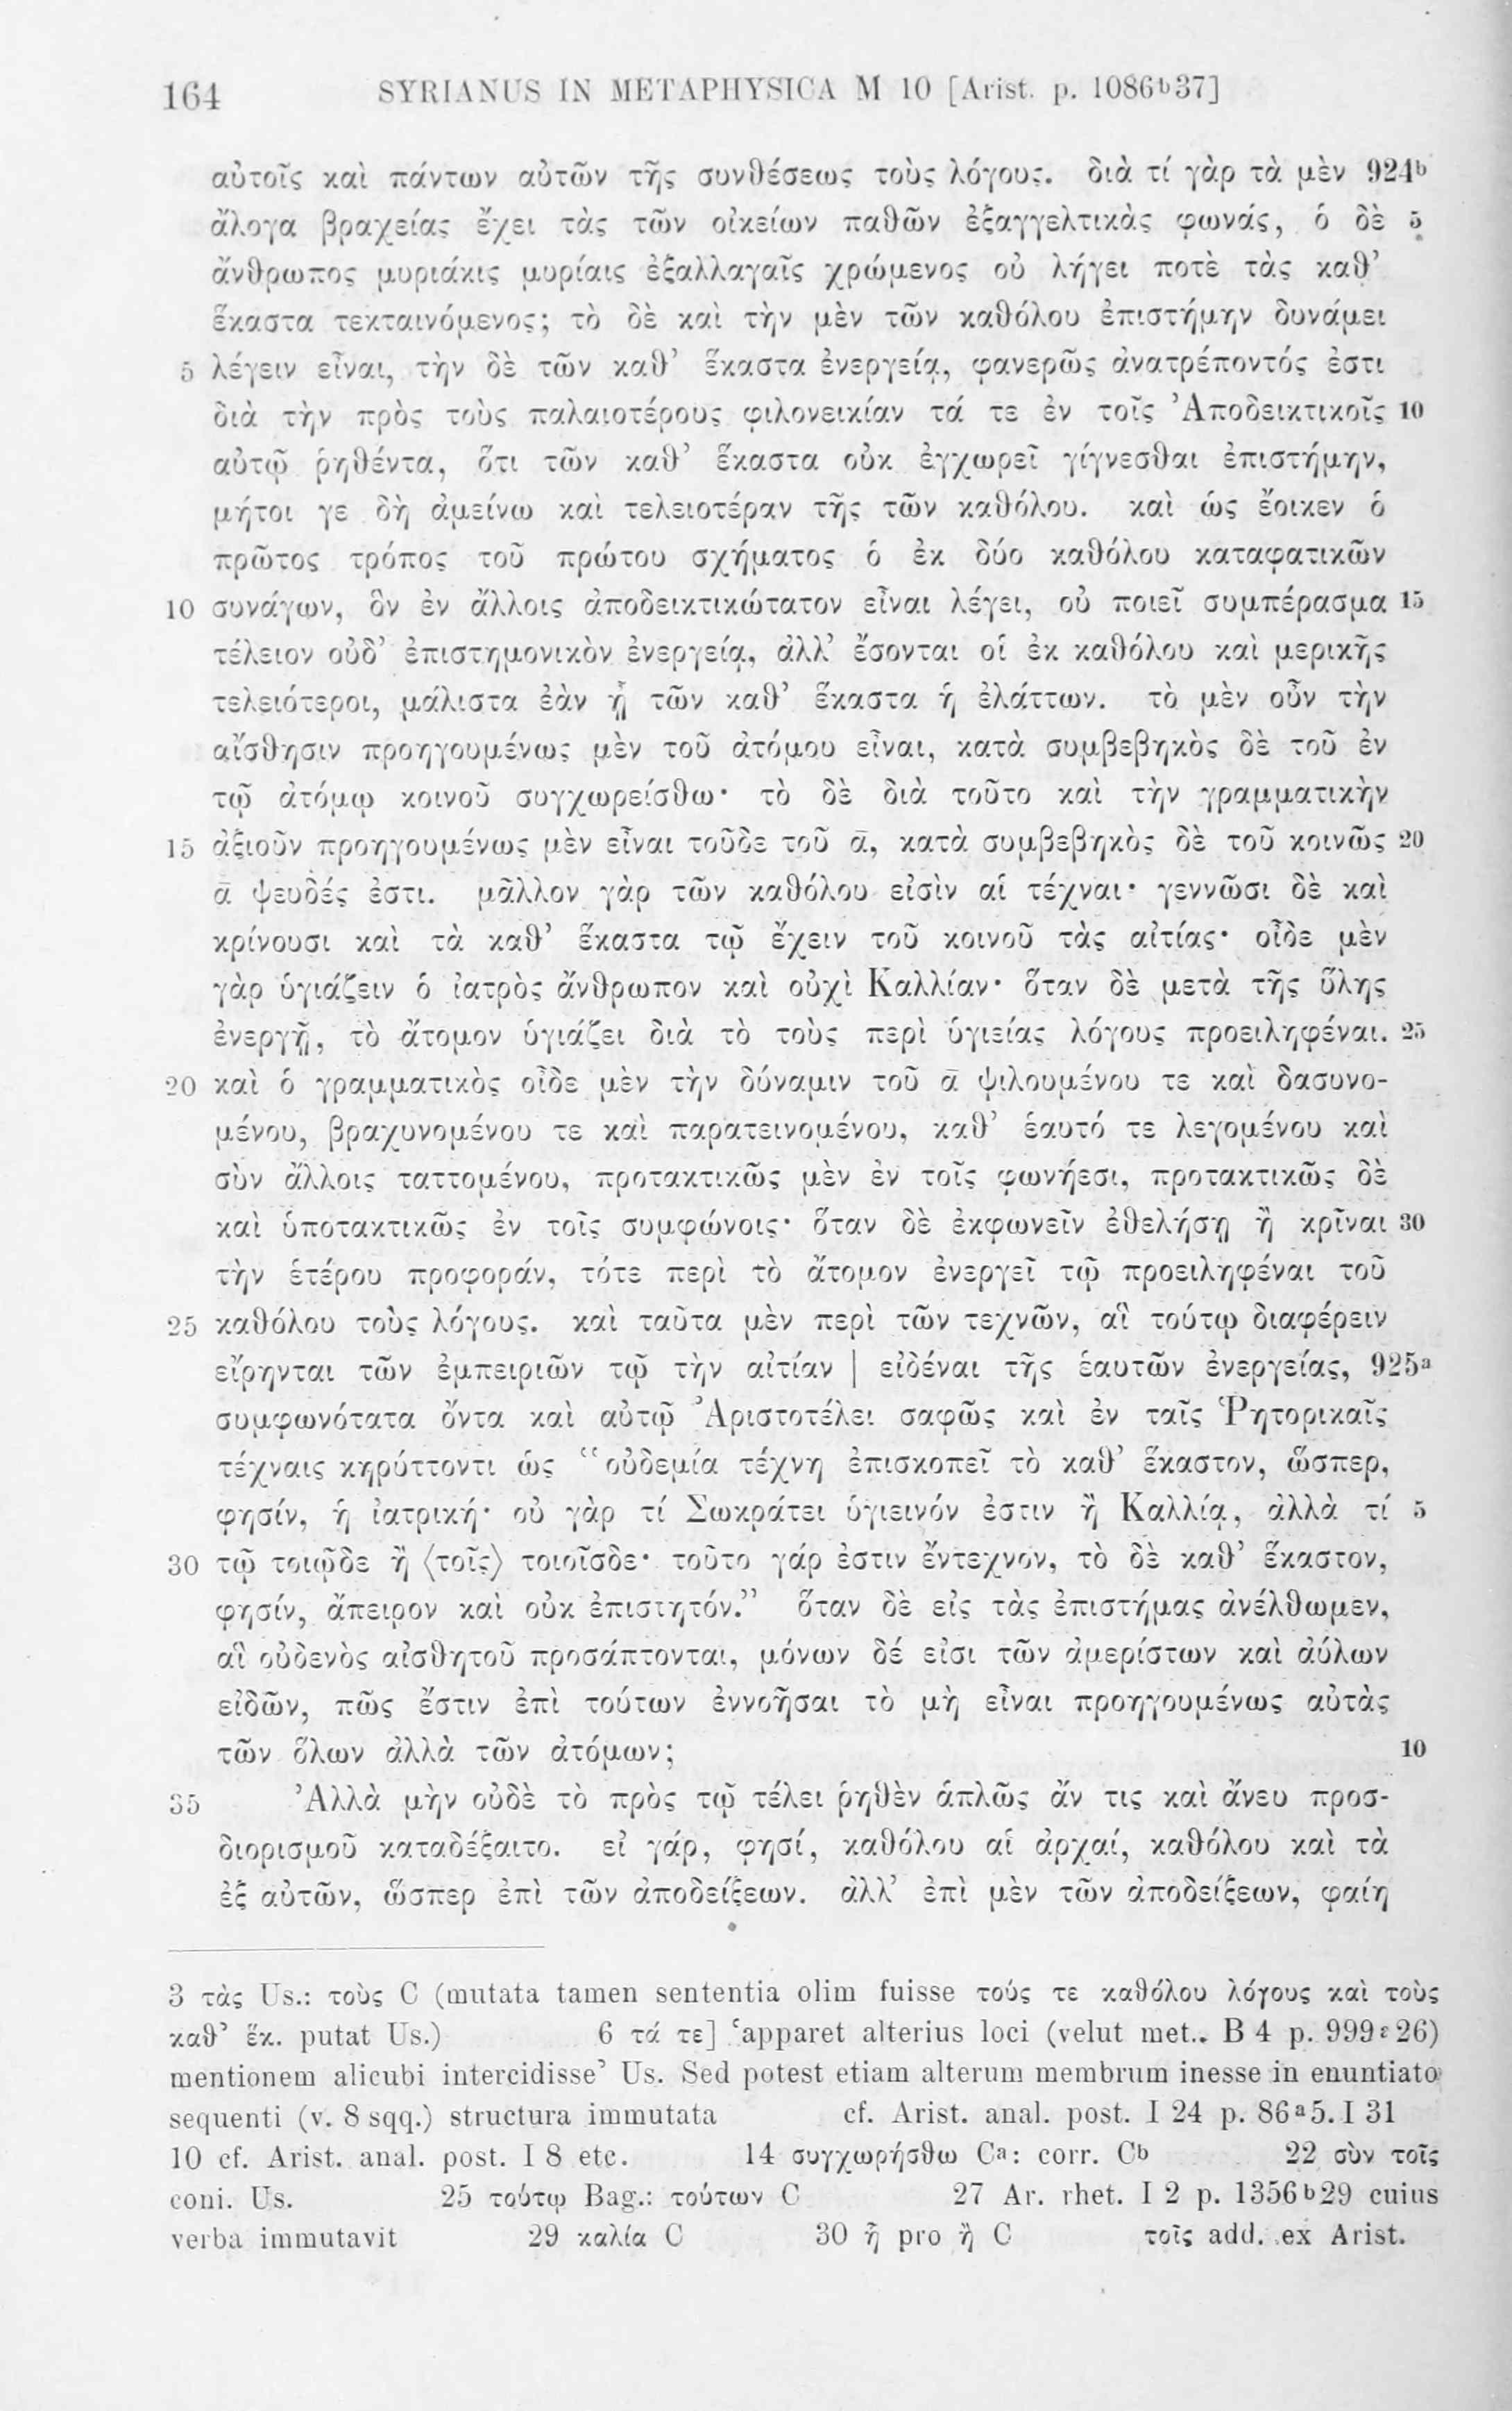 164 SYRIANUS IN METAPHYSICA M 10 [Arist. p. 1086ᵇ37]
αὐτοῖς καὶ πάντων αὐτῶν τῆς συνθέσεως τοὺς λόγους. διὰ τί γὰρ τὰ μὲν 924ᵇ
ἄλογα βραχείας ἔχει τὰς τῶν οἰκείων παθῶν ἐξαγγελτικὰς φωνάς, ὁ δὲ 5
ἄνθρωπος μυριάκις μυρίαις ἐξαλλαγαῖς χρώμενος οὐ λήγει ποτὲ τὰς καθ’
ἕκαστα τεκταινόμενος; τὸ δὲ καὶ τὴν μὲν τῶν καθόλου ἐπιστήμην δυνάμει
5 λέγειν εἶναι, τὴν δὲ τῶν καθ’ ἕκαστα ἐνεργείᾳ, φανερῶς ἀνατρέποντός ἐστι
διὰ τὴν πρὸς τοὺς παλαιοτέρους φιλονεικίαν τά τε ἐν τοῖς Ἀποδεικτικοῖς 10
αὐτῷ ῥηθέντα, ὅτι τῶν καθ’ ἕκαστα οὐκ ἐγχωρεῖ γίγνεσθαι ἐπιστήμην,
μήτοι γε δὴ ἀμείνω καὶ τελειοτέραν τῆς τῶν καθόλου. καὶ ὡς ἔοικεν ὁ
πρῶτος τρόπος τοῦ πρώτου σχήματος ὁ ἐκ δύο καθόλου καταφατικῶν
10 συνάγων, ὃν ἐν ἄλλοις ἀποδεικτικώτατον εἶναι λέγει, οὐ ποιεῖ συμπέρασμα 15
τέλειον οὐδ’ ἐπιστημονικὸν ἐνεργείᾳ, ἀλλ’ ἔσονται οἱ ἐκ καθόλου καὶ μερικῆς
τελειότεροι, μάλιστα ἐὰν ᾖ τῶν καθ’ ἕκαστα ἡ ἐλάττων. τὸ μὲν οὖν τὴν
αἴσθησιν προηγουμένως μὲν τοῦ ἀτόμου εἶναι, κατὰ συμβεβηκὸς δὲ τοῦ ἐν
τῷ ἀτόμῳ κοινοῦ συγχωρείσθω· τὸ δὲ διὰ τοῦτο καὶ τὴν γραμματικὴν
15 ἀξιοῦν προηγουμένως μὲν εἶναι τοῦδε τοῦ ᾱ, κατὰ συμβεβηκὸς δὲ τοῦ κοινῶς 20
ᾱ ψευδές ἐστι. μᾶλλον γὰρ τῶν καθόλου εἰσὶν αἱ τέχναι· γεννῶσι δὲ καὶ
κρίνουσι καὶ τὰ καθ’ ἕκαστα τῷ ἔχειν τοῦ κοινοῦ τὰς αἰτίας· οἶδε μὲν
γὰρ ὑγιάζειν ὁ ἰατρὸς ἄνθρωπον καὶ οὐχὶ Καλλίαν· ὅταν δὲ μετὰ τῆς ὕλης
ἐνεργῇ, τὸ ἄτομον ὑγιάζει διὰ τὸ τοὺς περὶ ὑγιείας λόγους προειληφέναι. 25
20 καὶ ὁ γραμματικὸς οἶδε μὲν τὴν δύναμιν τοῦ ᾱ ψιλουμένου τε καὶ δασυνο-
μένου, βραχυνομένου τε καὶ παρατεινομένου, καθ’ ἑαυτό τε λεγομένου καὶ
σὺν ἄλλοις ταττομένου, προτακτικῶς μὲν ἐν τοῖς φωνήεσι, προτακτικῶς δὲ
καὶ ὑποτακτικῶς ἐν τοῖς συμφώνοις· ὅταν δὲ ἐκφωνεῖν ἐθελήσῃ ἢ κρῖναι 30
τὴν ἑτέρου προφοράν, τότε περὶ τὸ ἄτομον ἐνεργεῖ τῷ προειληφέναι τοῦ
25 καθόλου τοὺς λόγους. καὶ ταῦτα μὲν περὶ τῶν τεχνῶν, αἳ τούτῳ διαφέρειν
εἴρηνται τῶν ἐμπειριῶν τῷ τὴν αἰτίαν | εἰδέναι τῆς ἑαυτῶν ἐνεργείας, 925ᵃ
συμφωνότατα ὄντα καὶ αὐτῷ Ἀριστοτέλει σαφῶς καὶ ἐν ταῖς Ῥητορικαῖς
τέχναις κηρύττοντι ὡς “οὐδεμία τέχνη ἐπισκοπεῖ τὸ καθ’ ἕκαστον, ὥσπερ,
φησίν, ἡ ἰατρική· οὐ γὰρ τί Σωκράτει ὑγιεινόν ἐστιν ἢ Καλλίᾳ, ἀλλὰ τί 5
30 τῷ τοιῷδε ἢ ⟨τοῖς⟩ τοιοῖσδε· τοῦτο γάρ ἐστιν ἔντεχνον, τὸ δὲ καθ’ ἕκαστον,
φησίν, ἄπειρον καὶ οὐκ ἐπιστητόν.” ὅταν δὲ εἰς τὰς ἐπιστήμας ἀνέλθωμεν,
αἳ οὐδενὸς αἰσθητοῦ προσάπτονται, μόνων δέ εἰσι τῶν ἀμερίστων καὶ ἀύλων
εἰδῶν, πῶς ἔστιν ἐπὶ τούτων ἐννοῆσαι τὸ μὴ εἶναι προηγουμένως αὐτὰς
τῶν ὅλων ἀλλὰ τῶν ἀτόμων; 10
35 Ἀλλὰ μὴν οὐδὲ τὸ πρὸς τῷ τέλει ῥηθὲν ἁπλῶς ἄν τις καὶ ἄνευ προσ-
διορισμοῦ καταδέξαιτο. εἰ γάρ, φησί, καθόλου αἱ ἀρχαί, καθόλου καὶ τὰ
ἐξ αὐτῶν, ὥσπερ ἐπὶ τῶν ἀποδείξεων. ἀλλ’ ἐπὶ μὲν τῶν ἀποδείξεων, φαίη
3 τὰς Us.: τοὺς C (mutata tamen sententia olim fuisse τούς τε καθόλου λόγους καὶ τοὺς
καθ’ ἕκ. putat Us.) 6 τά τε] ‘apparet alterius loci (velut met. B 4 p. 999ᵃ26)
mentionem alicubi intercidisse’ Us. Sed potest etiam alterum membrum inesse in enuntiato
sequenti (v. 8 sqq.) structura immutata cf. Arist. anal. post. I 24 p. 86ᵃ5. I 31
10 cf. Arist. anal. post. I 8 etc. 14 συγχωρήσθω Cᵃ: corr. Cᵇ 22 σὺν τοῖς
coni. Us. 25 τούτῳ Bag.: τούτων C 27 Ar. rhet. I 2 p. 1356ᵇ29 cuius
verba immutavit 29 καλία C 30 ἦ pro ἢ C τοῖς add. ex Arist.